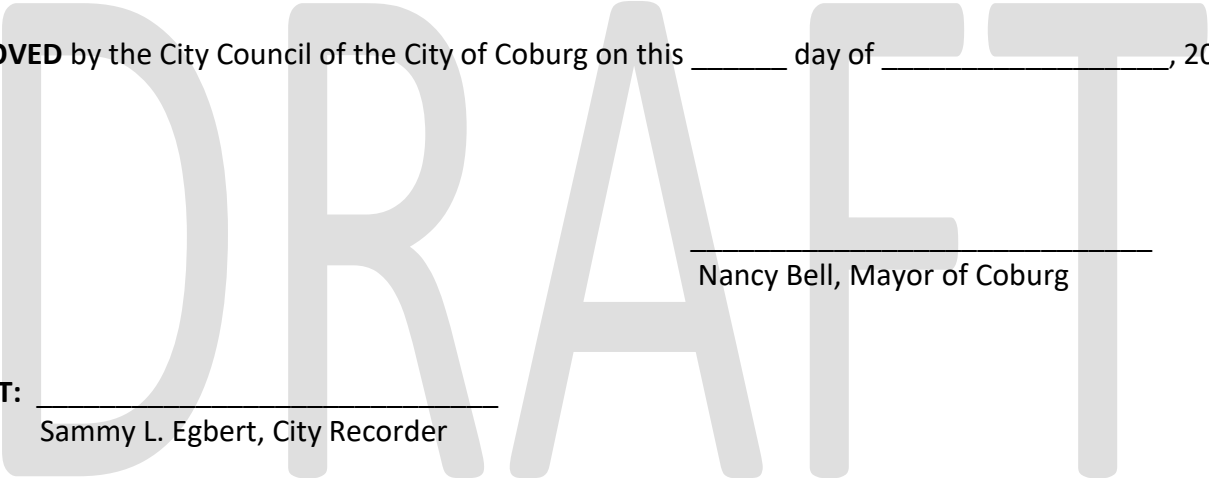 OVED by the City Council of the City of Coburg on this ______ day of __________________, 20
Nancy Bell, Mayor of Coburg
T: _____________________________
Sammy L. Egbert, City Recorder
DRAFT